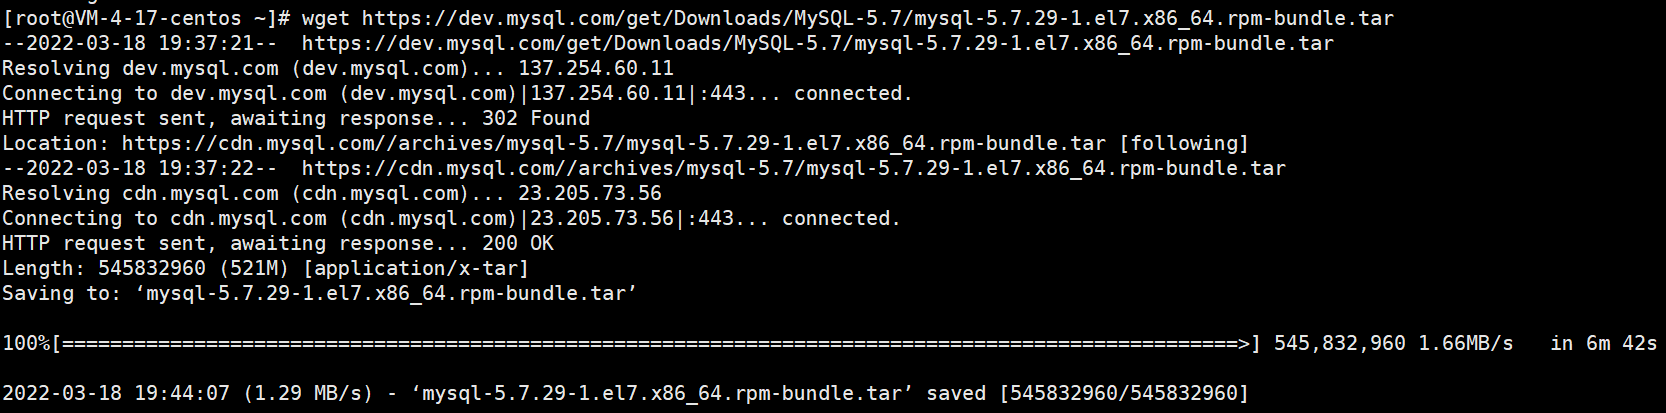 [root@VM-4-17-centos ~]# wget https://dev.mysql.com/get/Downloads/MySQL-5.7/mysql-5.7.29-1.el7.x86_64.rpm-bundle.tar
--2022-03-18 19:37:21--  https://dev.mysql.com/get/Downloads/MySQL-5.7/mysql-5.7.29-1.el7.x86_64.rpm-bundle.tar
Resolving dev.mysql.com (dev.mysql.com)... 137.254.60.11
Connecting to dev.mysql.com (dev.mysql.com)|137.254.60.11|:443... connected.
HTTP request sent, awaiting response... 302 Found
Location: https://cdn.mysql.com//archives/mysql-5.7/mysql-5.7.29-1.el7.x86_64.rpm-bundle.tar [following]
--2022-03-18 19:37:22--  https://cdn.mysql.com//archives/mysql-5.7/mysql-5.7.29-1.el7.x86_64.rpm-bundle.tar
Resolving cdn.mysql.com (cdn.mysql.com)... 23.205.73.56
Connecting to cdn.mysql.com (cdn.mysql.com)|23.205.73.56|:443... connected.
HTTP request sent, awaiting response... 200 OK
Length: 545832960 (521M) [application/x-tar]
Saving to: ‘mysql-5.7.29-1.el7.x86_64.rpm-bundle.tar’
100%[==================================================================================================>] 545,832,960 1.66MB/s   in 6m 42s
2022-03-18 19:44:07 (1.29 MB/s) - ‘mysql-5.7.29-1.el7.x86_64.rpm-bundle.tar’ saved [545832960/545832960]